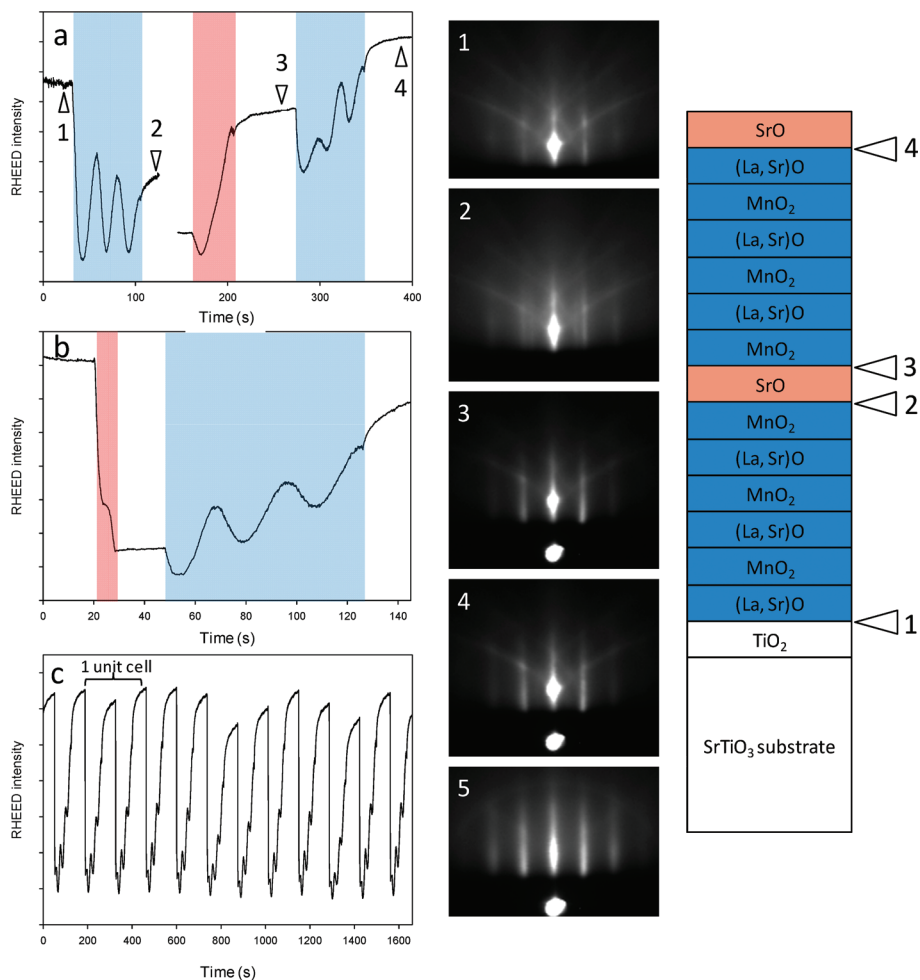 a
RHEED intensity
1
2
3
4
0
100
200
300
400
Time (s)
b
RHEED intensity
0
20
40
60
80
100
120
140
Time (s)
c
1 unit cell
RHEED intensity
0
200
400
600
800
1000
1200
1400
1600
Time (s)
1
2
3
4
5
SrO
4
(La, Sr)O
MnO₂
(La, Sr)O
MnO₂
(La, Sr)O
MnO₂
3
SrO
2
MnO₂
(La, Sr)O
MnO₂
(La, Sr)O
MnO₂
(La, Sr)O
1
TiO₂
SrTiO₃ substrate